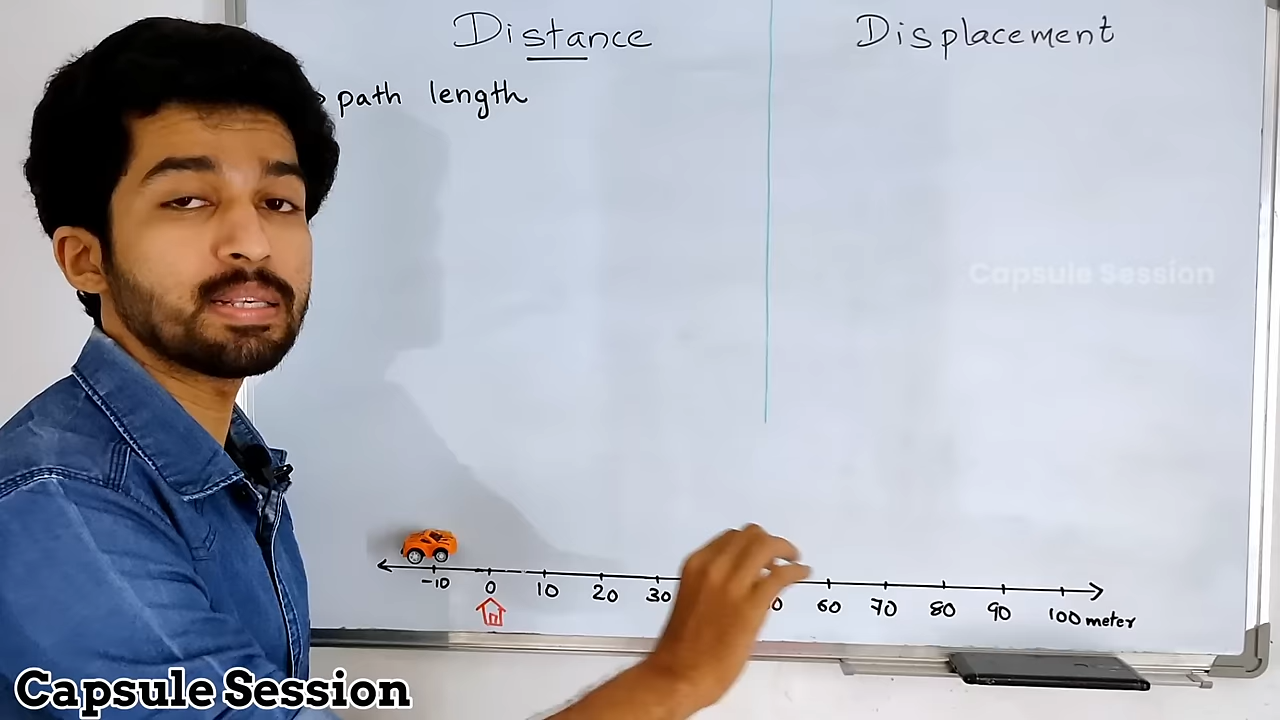 Distance
Displacement
path length
Capsule Session
-10 0 10 20 30 60 70 80 90 100 meter
Capsule Session